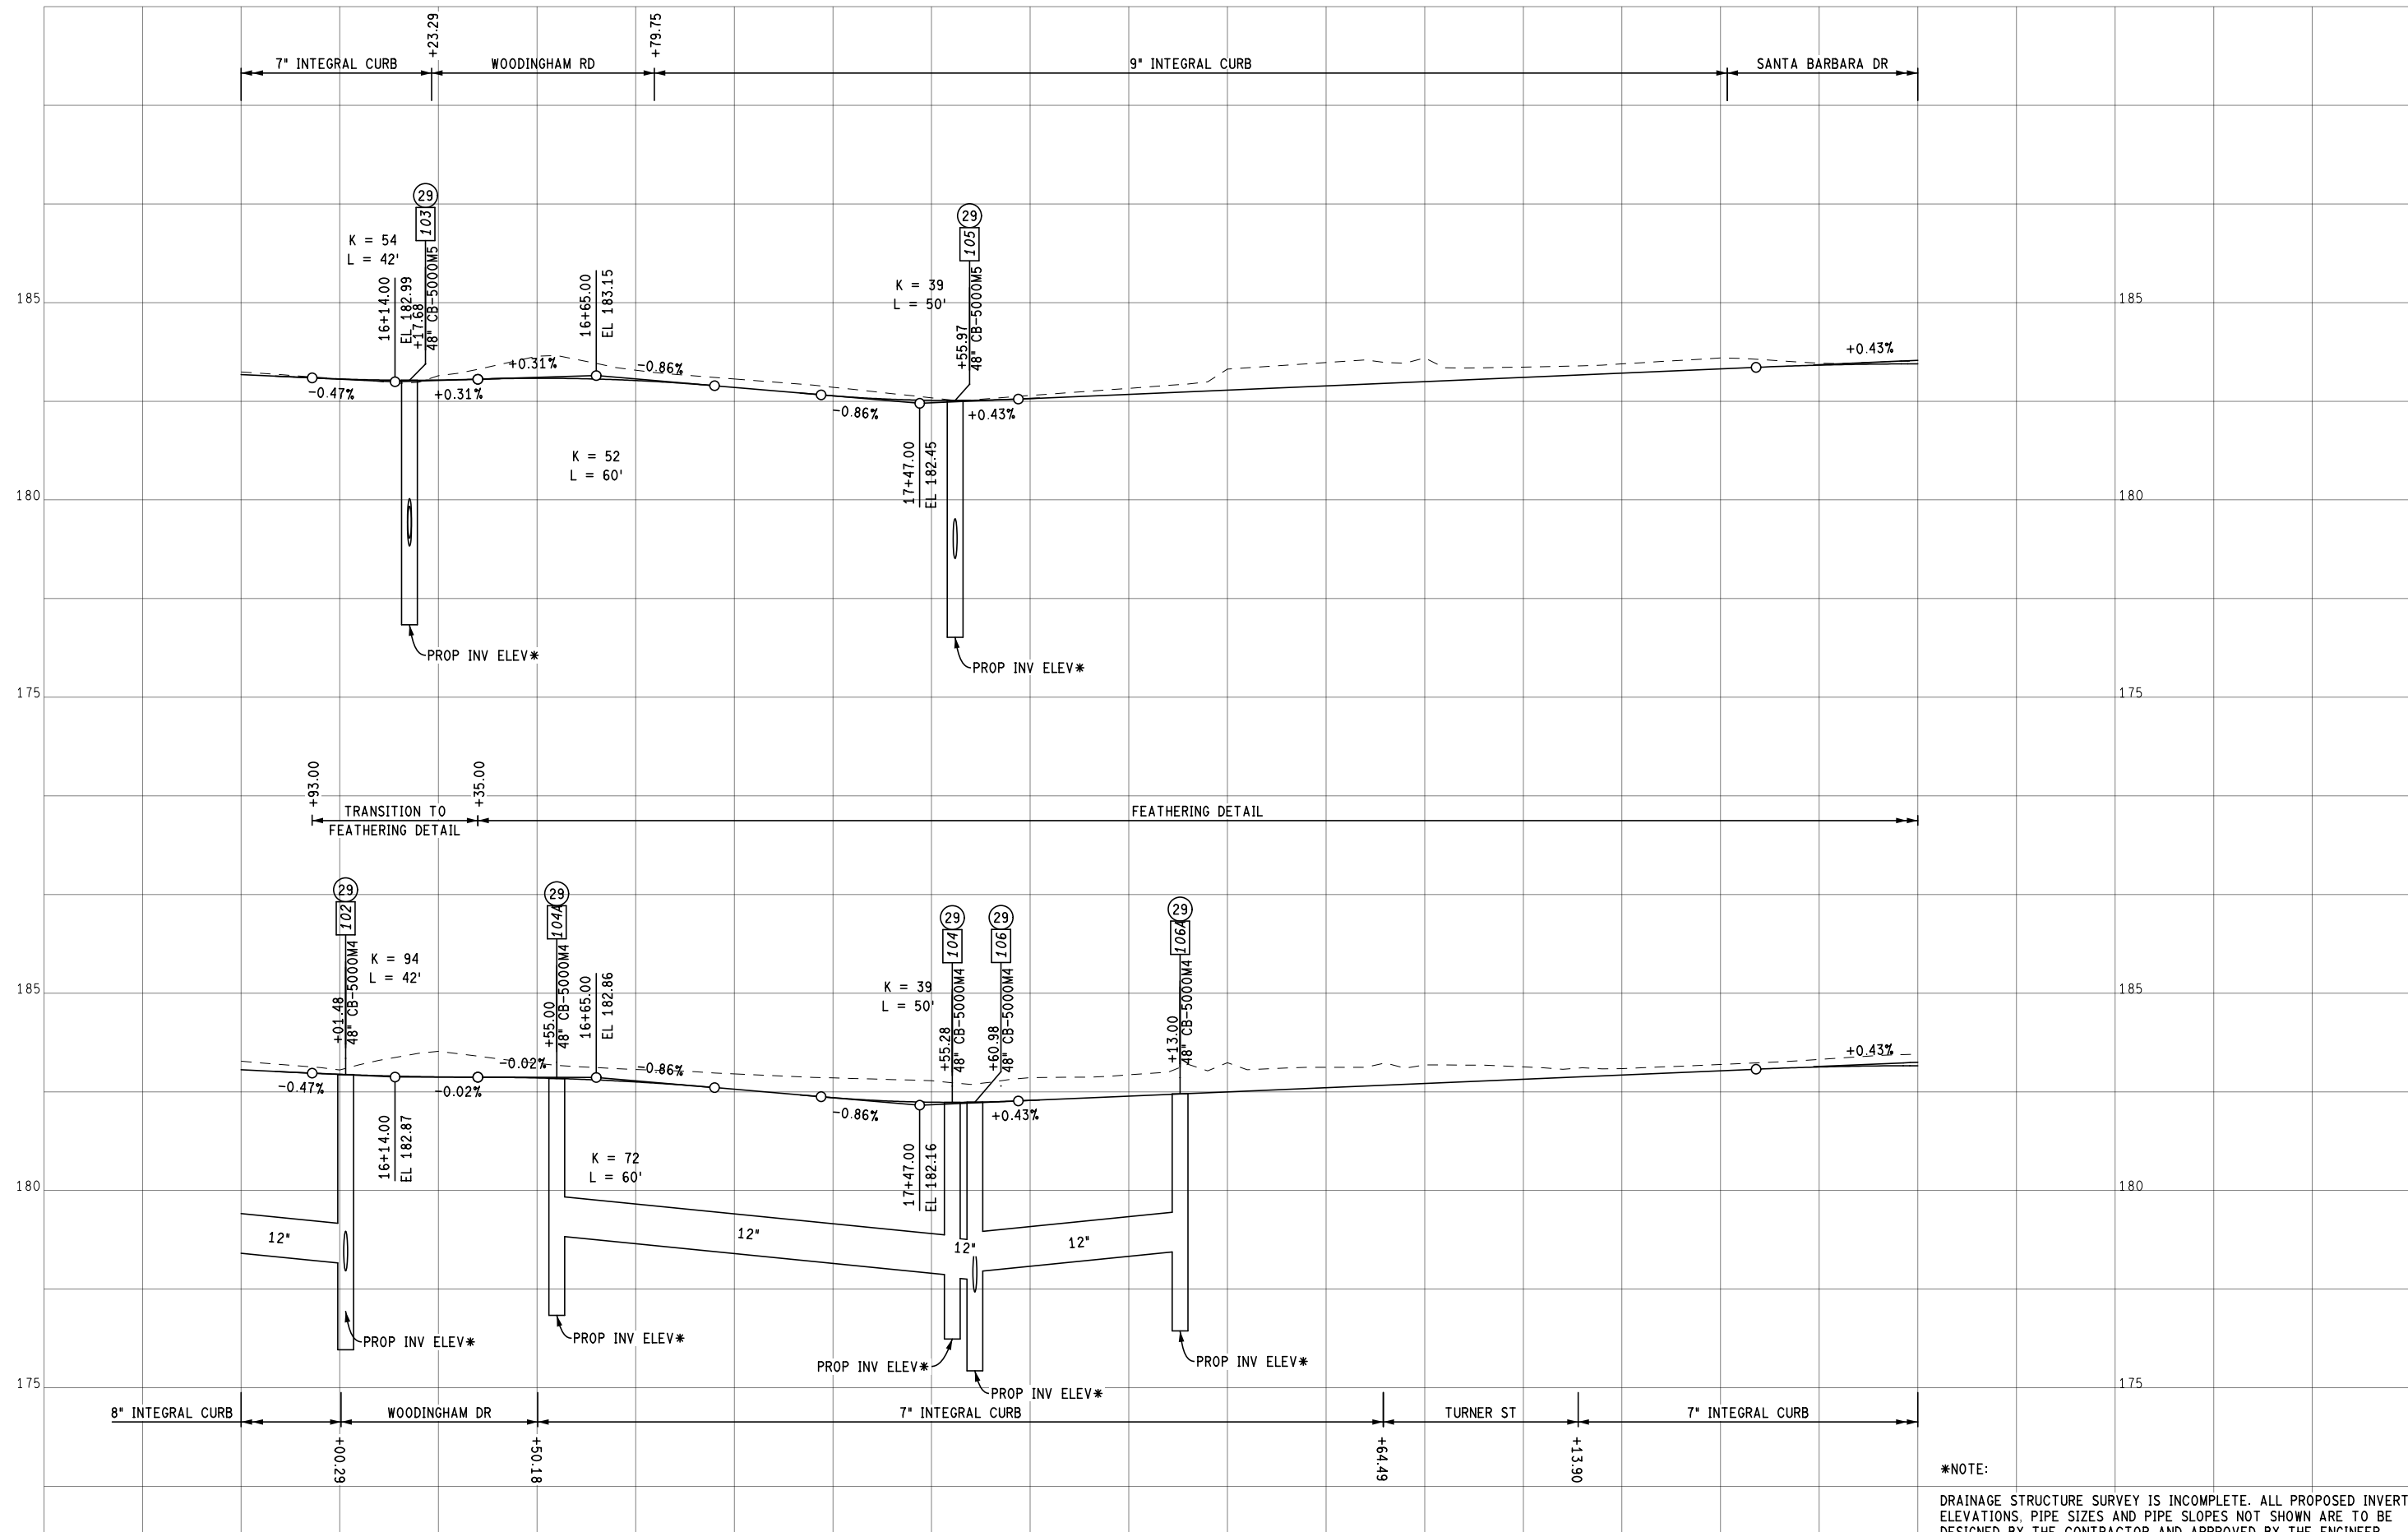 +23.29
+79.75
7" INTEGRAL CURB
WOODINGHAM RD
9" INTEGRAL CURB
SANTA BARBARA DR
29
103
29
105
K = 54
L = 42'
16+14.00
EL 182.99
+17.68
48" CB-5000M5
16+65.00
EL 183.15
K = 39
L = 50'
+55.97
48" CB-5000M5
185
185
-0.47%
+0.31%
+0.31%
-0.86%
-0.86%
+0.43%
+0.43%
K = 52
L = 60'
17+47.00
EL 182.45
180
180
PROP INV ELEV*
PROP INV ELEV*
175
175
+93.00
+35.00
TRANSITION TO
FEATHERING DETAIL
FEATHERING DETAIL
29
102
29
104A
29
104
29
106
29
106A
K = 94
L = 42'
+01.48
48" CB-5000M4
+55.00
48" CB-5000M4
16+65.00
EL 182.86
K = 39
L = 50'
+55.28
48" CB-5000M4
+60.98
48" CB-5000M4
+13.00
48" CB-5000M4
185
185
-0.47%
-0.02%
-0.02%
-0.86%
-0.86%
+0.43%
+0.43%
16+14.00
EL 182.87
K = 72
L = 60'
17+47.00
EL 182.16
180
180
12"
12"
12"
12"
PROP INV ELEV*
PROP INV ELEV*
PROP INV ELEV*
PROP INV ELEV*
PROP INV ELEV*
175
175
8" INTEGRAL CURB
WOODINGHAM DR
7" INTEGRAL CURB
TURNER ST
7" INTEGRAL CURB
+00.29
+50.18
+64.49
+13.90
*NOTE:
DRAINAGE STRUCTURE SURVEY IS INCOMPLETE. ALL PROPOSED INVERT
ELEVATIONS, PIPE SIZES AND PIPE SLOPES NOT SHOWN ARE TO BE
DESIGNED BY THE CONTRACTOR AND APPROVED BY THE ENGINEER